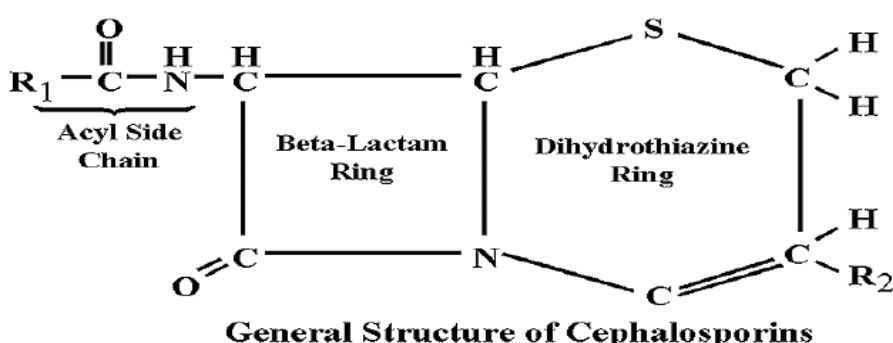 O H H H S H
R1 C N C C C H
Acyl Side
Chain
Beta-Lactam
Ring
Dihydrothiazine
Ring
H
O C N C R2
C
General Structure of Cephalosporins